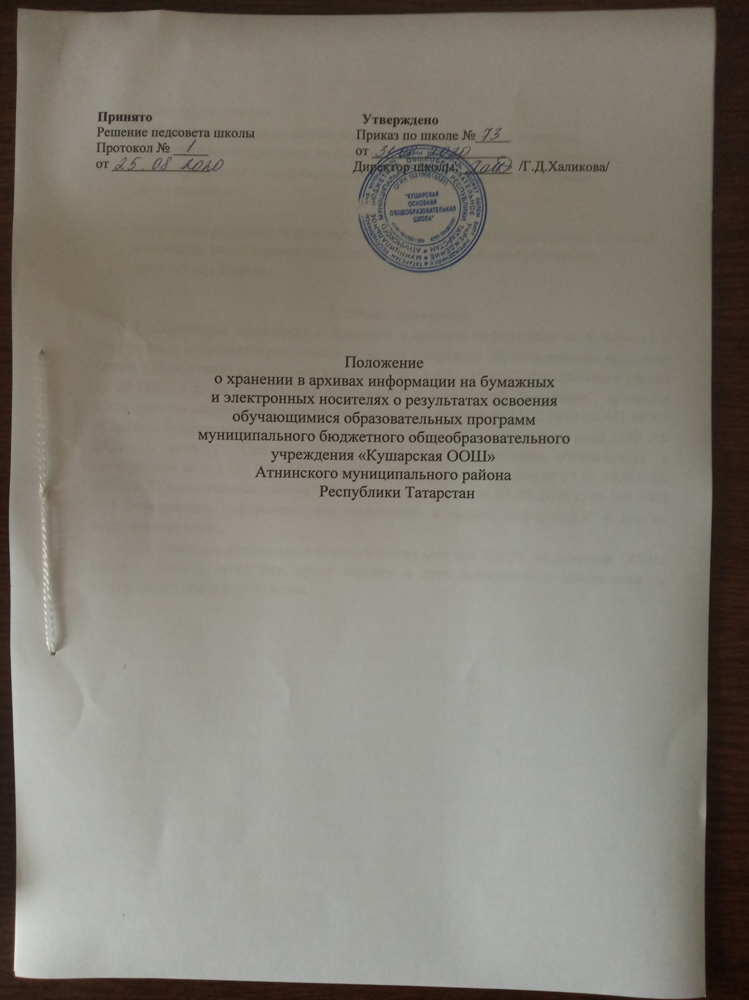 Принято
Решение педсовета школы
Протокол № 1
от 25.08 2020
Утверждено
Приказ по школе № 73
от 31.08 2020
Директор школы: /Г.Д.Халикова/
"КУШАРСКАЯ
ОСНОВНАЯ
ОБЩЕОБРАЗОВАТЕЛЬНАЯ
ШКОЛА"
Положение
о хранении в архивах информации на бумажных
и электронных носителях о результатах освоения
обучающимися образовательных программ
муниципального бюджетного общеобразовательного
учреждения «Кушарская ООШ»
Атнинского муниципального района
Республики Татарстан